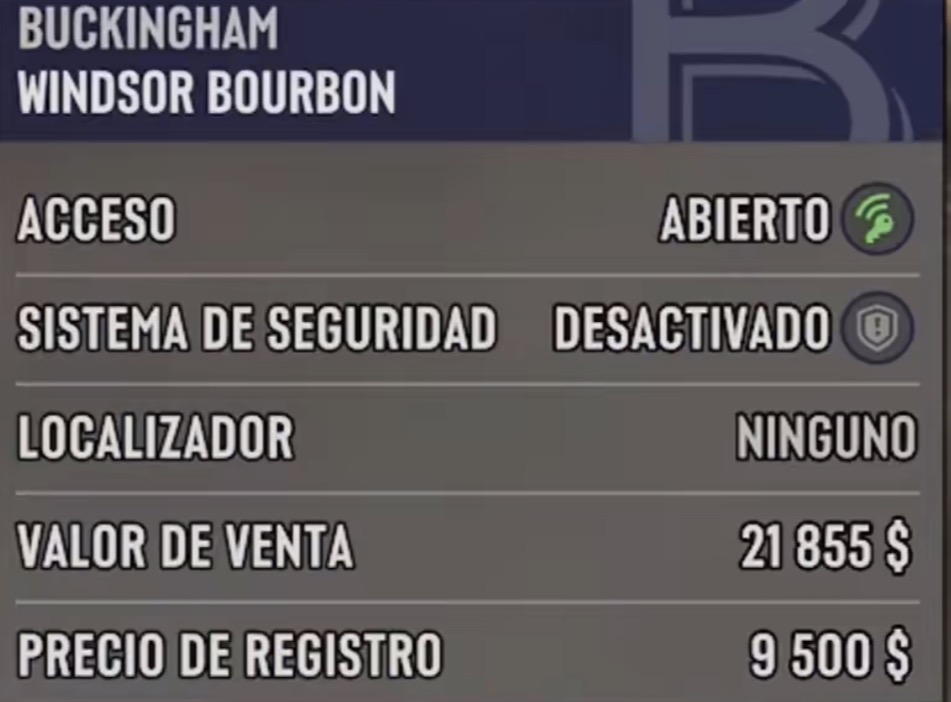 BUCKINGHAM
WINDSOR BOURBON
ACCESO ABIERTO
SISTEMA DE SEGURIDAD DESACTIVADO
LOCALIZADOR NINGUNO
VALOR DE VENTA 21 855 $
PRECIO DE REGISTRO 9 500 $